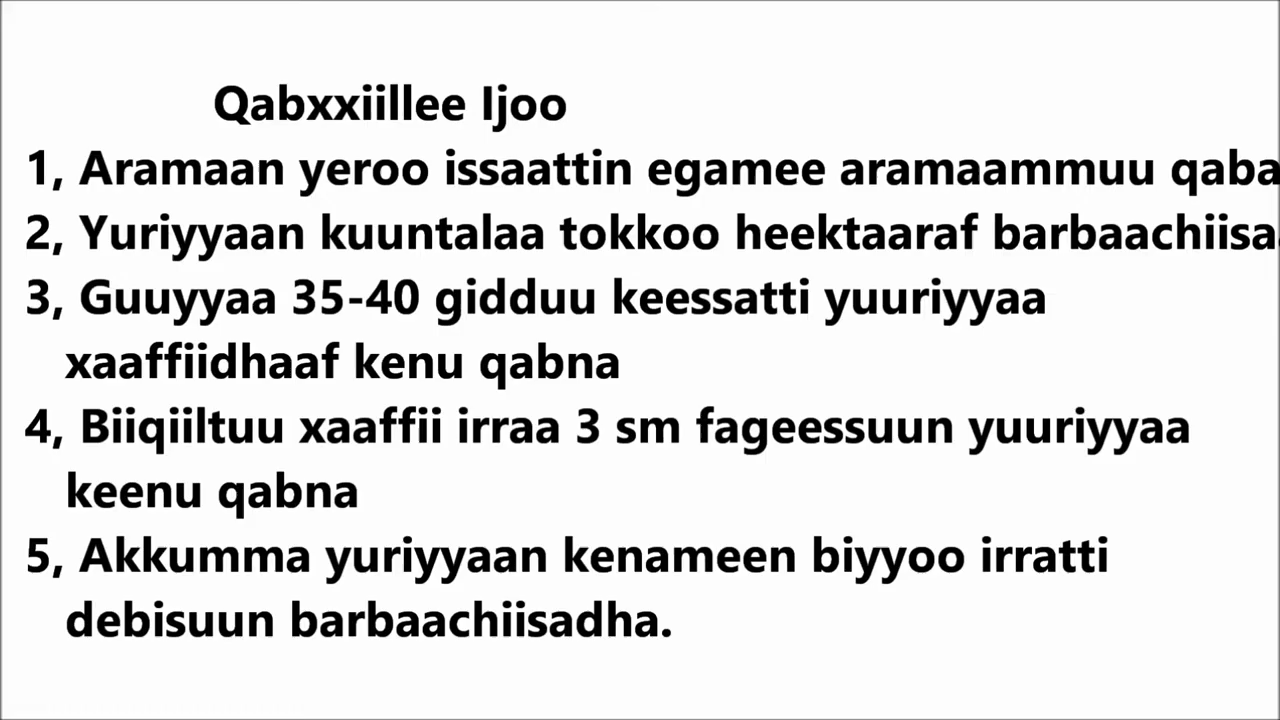 Qabxxiillee Ijoo
1, Aramaan yeroo issaattin egamee aramaammuu qaba
2, Yuriyyaan kuuntalaa tokkoo heektaaraf barbaachiisa
3, Guuyyaa 35-40 gidduu keessatti yuuriyyaa
xaaffiidhaaf kenu qabna
4, Biiqiiltuu xaaffii irraa 3 sm fageessuun yuuriyyaa
keenu qabna
5, Akkumma yuriyyaan kenameen biyyoo irratti
debisuun barbaachiisadha.